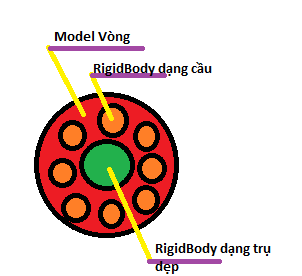 Model Vòng
RigidBody dạng cầu
RigidBody dạng trụ
dẹp